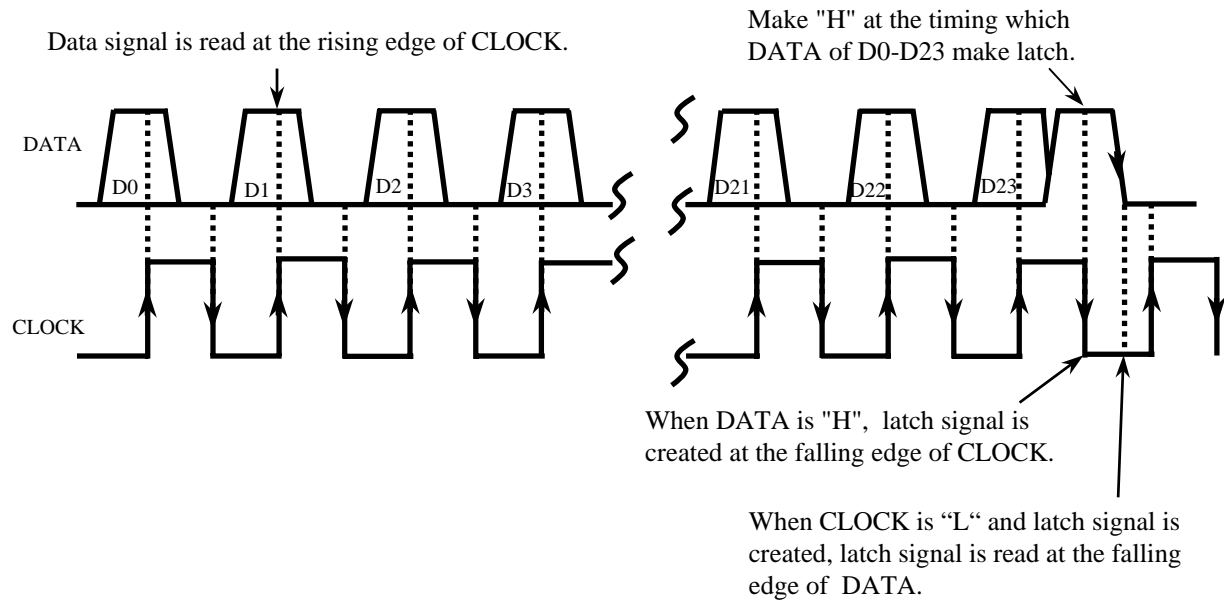 Data signal is read at the rising edge of CLOCK.
Make "H" at the timing which
DATA of D0-D23 make latch.
DATA
D0
D1
D2
D3
D21
D22
D23
CLOCK
When DATA is "H", latch signal is
created at the falling edge of CLOCK.
When CLOCK is “L“ and latch signal is
created, latch signal is read at the falling
edge of DATA.